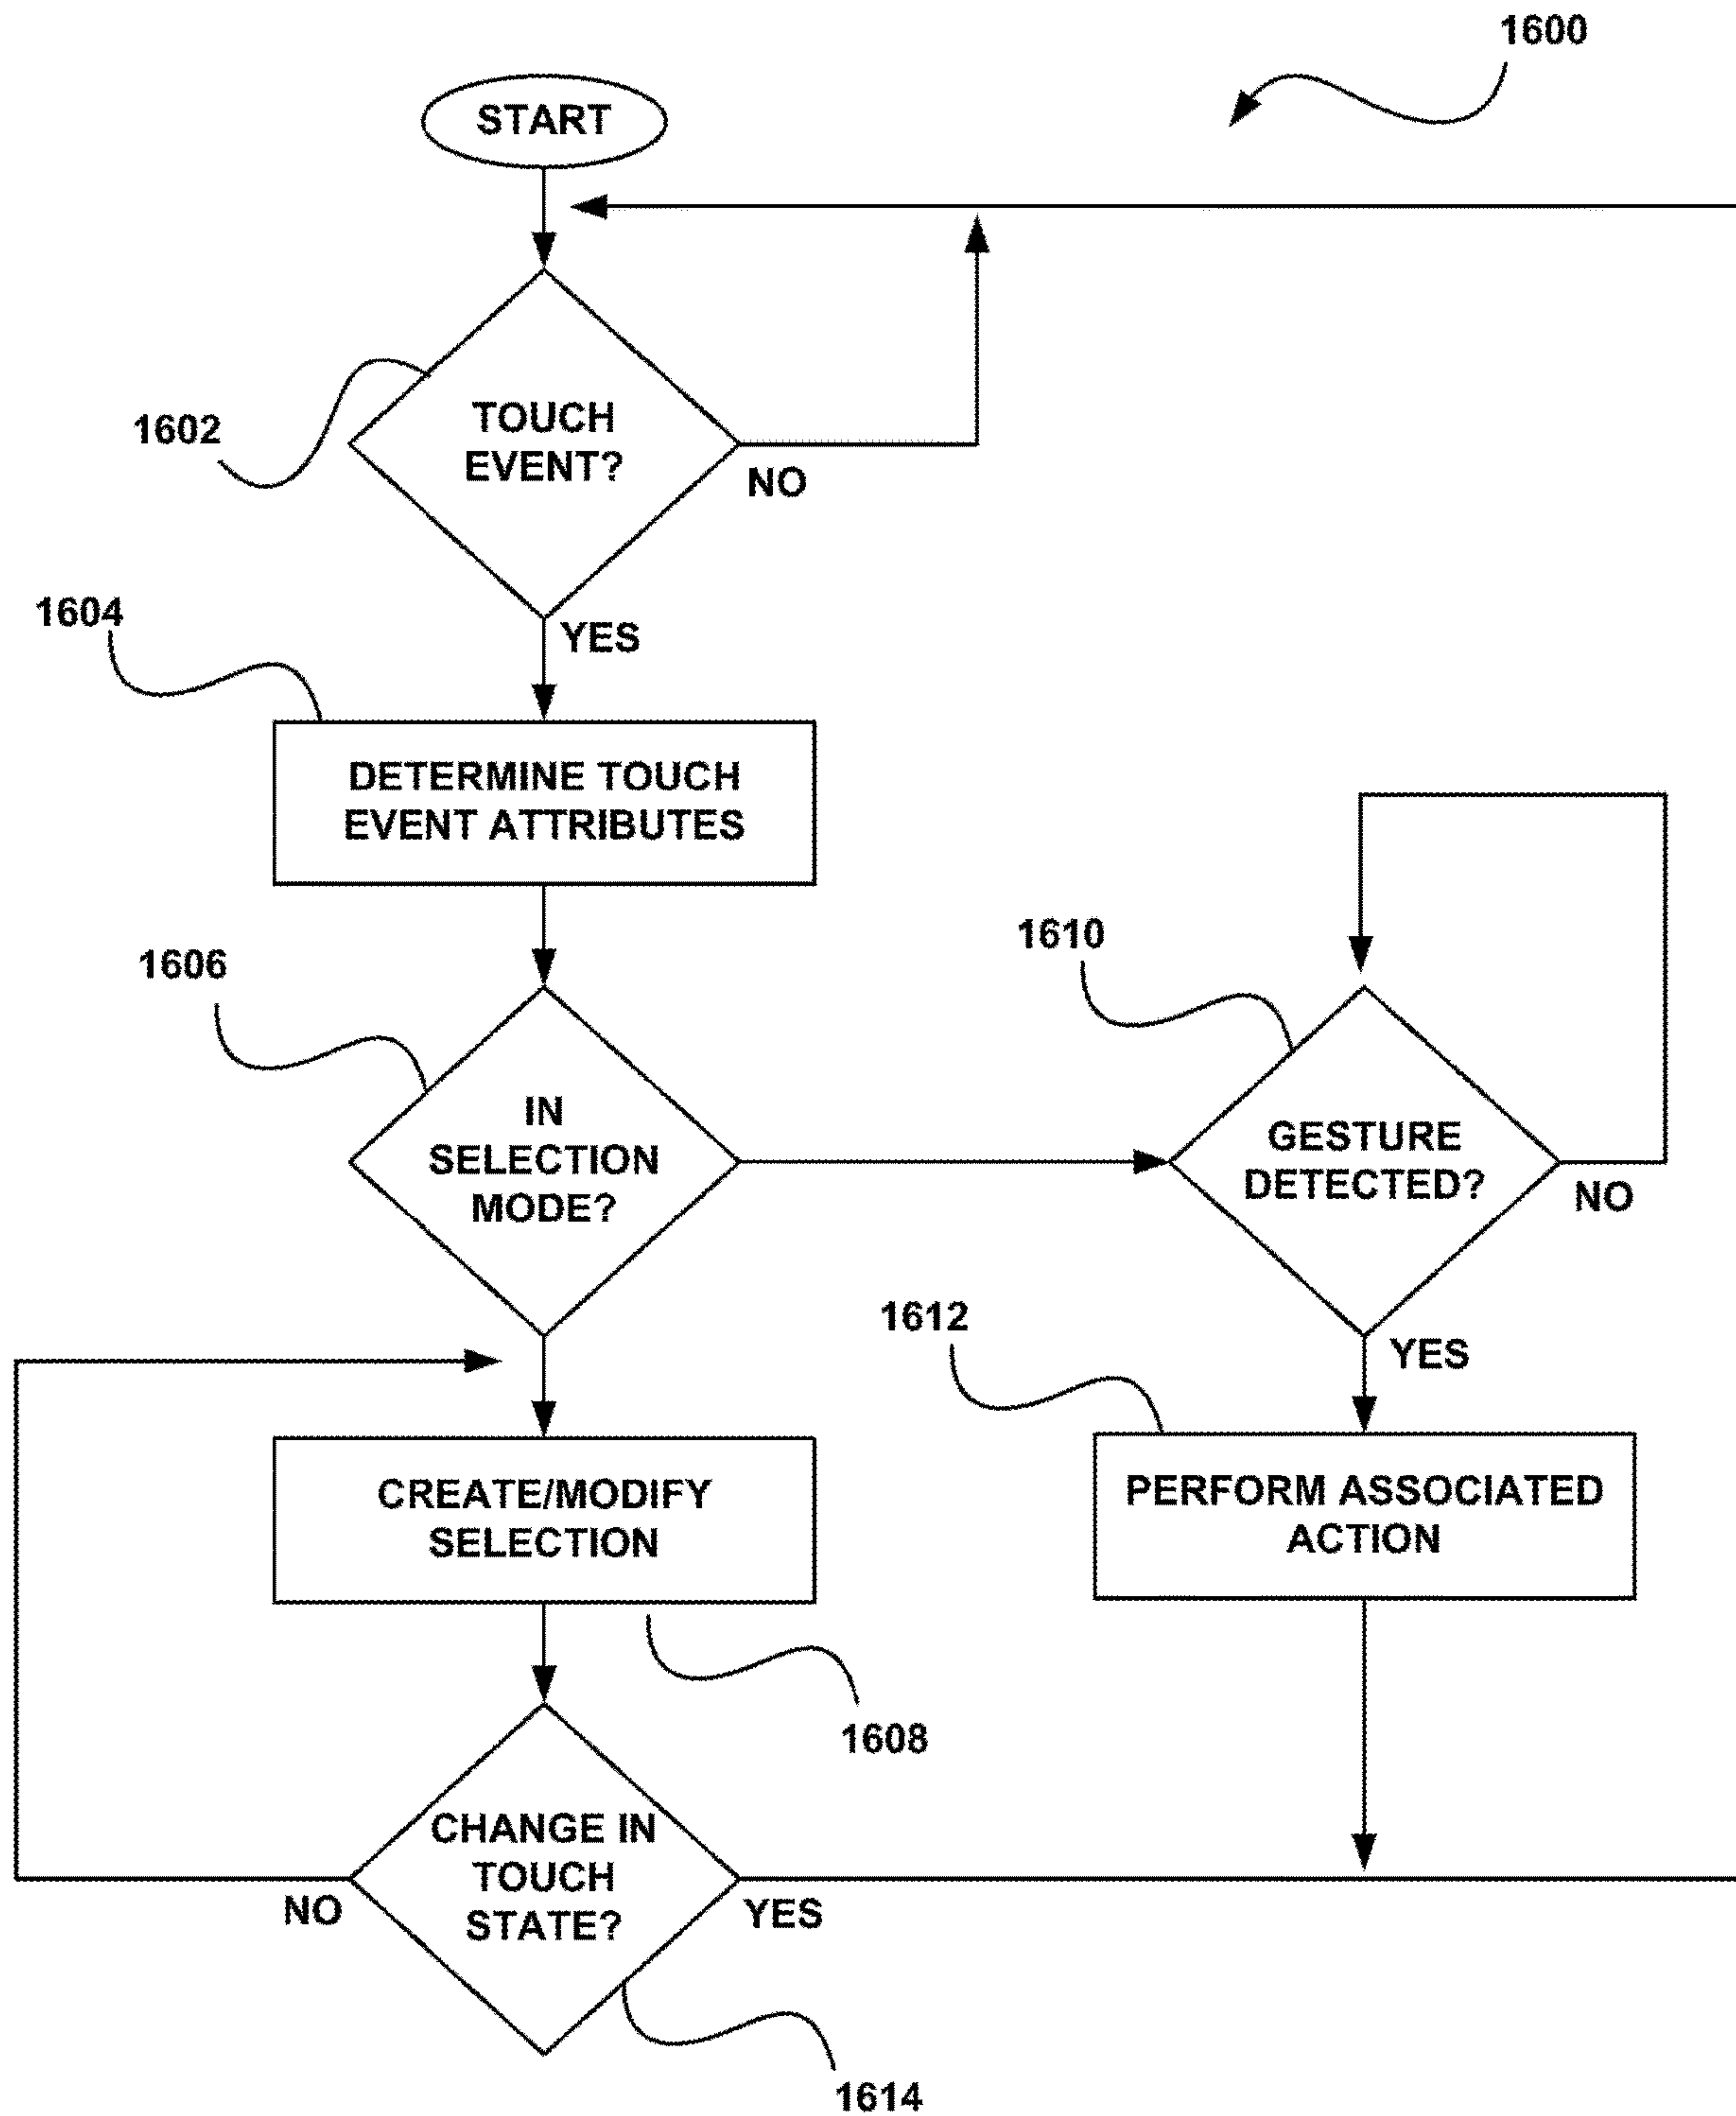 1600
START
1602
TOUCH
EVENT?
NO
YES
1604
DETERMINE TOUCH
EVENT ATTRIBUTES
1606
IN
SELECTION
MODE?
1610
GESTURE
DETECTED?
NO
YES
1612
PERFORM ASSOCIATED
ACTION
CREATE/MODIFY
SELECTION
1608
CHANGE IN
TOUCH
STATE?
NO
YES
1614